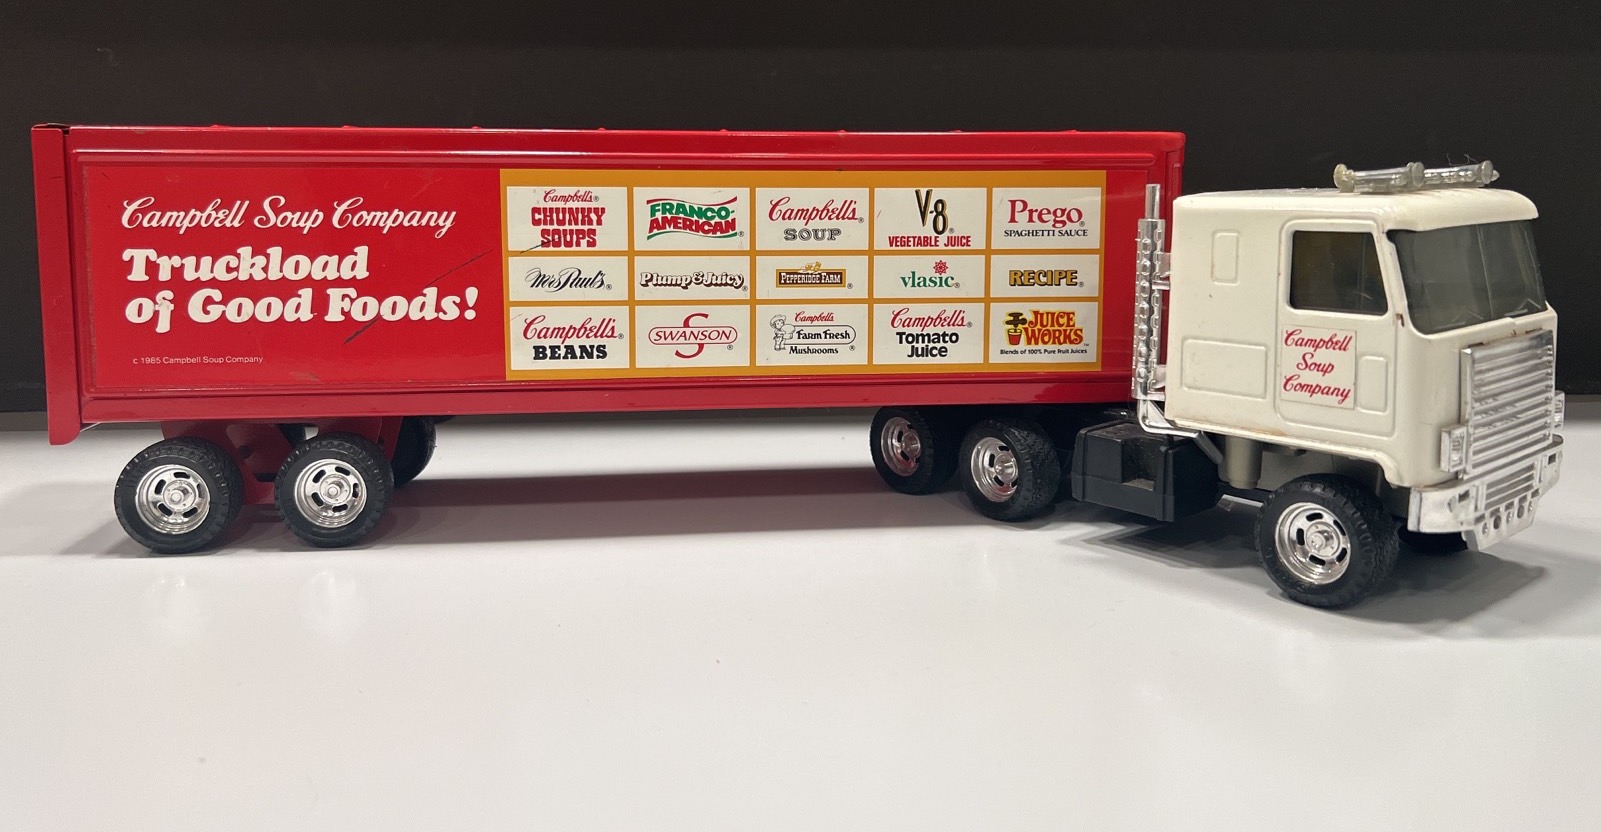 Campbell Soup Company
Truckload
of Good Foods!
c 1985 Campbell Soup Company
Campbell's®
CHUNKY
SOUPS®
FRANCO-
AMERICAN®
Campbell's®
SOUP
V-8®
VEGETABLE JUICE
Prego®
SPAGHETTI SAUCE
Mrs Paul's®
Plump & Juicy®
PEPPERIDGE FARM®
vlasic®
RECIPE®
Campbell's®
BEANS
S
SWANSON®
Campbell's
Farm Fresh®
Mushrooms
Campbell's®
Tomato
Juice
JUICE
WORKS™
Blends of 100% Pure Fruit Juices
Campbell
Soup
Company